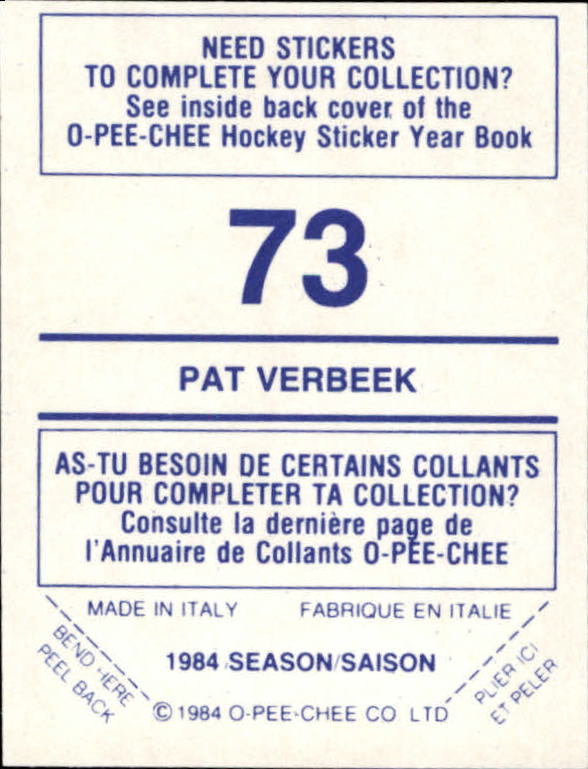 NEED STICKERS
TO COMPLETE YOUR COLLECTION?
See inside back cover of the
O-PEE-CHEE Hockey Sticker Year Book
73
PAT VERBEEK
AS-TU BESOIN DE CERTAINS COLLANTS
POUR COMPLETER TA COLLECTION?
Consulte la dernière page de
l'Annuaire de Collants O-PEE-CHEE
MADE IN ITALY FABRIQUE EN ITALIE
BEND HERE
PEEL BACK
1984 SEASON/SAISON
PLIER ICI
ET PELER
© 1984 O-PEE-CHEE CO LTD